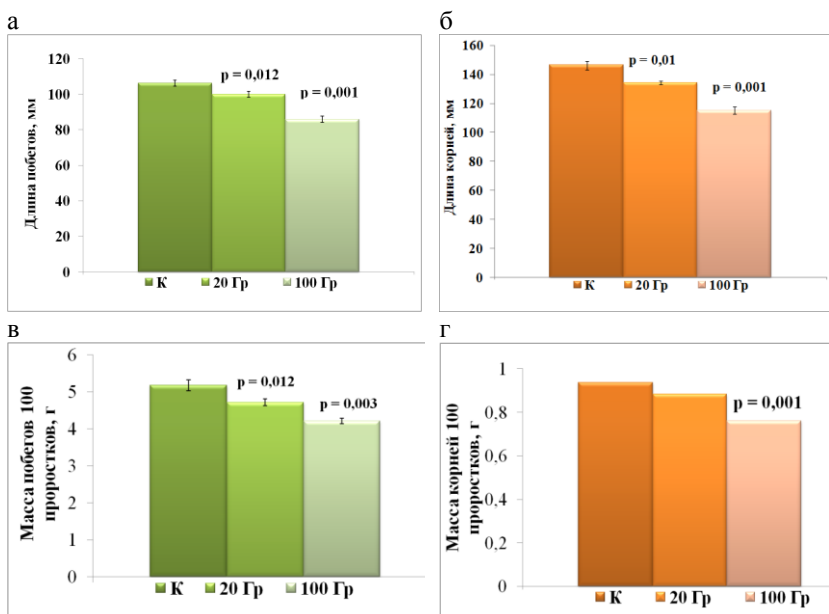 а
Длина побегов, мм
120
100
80
60
40
20
0
p = 0,012
p = 0,001
К 20 Гр 100 Гр
б
Длина корней, мм
160
140
120
100
80
60
40
20
0
p = 0,01
p = 0,001
К 20 Гр 100 Гр
в
Масса побегов 100
проростков, г
6
5
4
3
2
1
0
p = 0,012
p = 0,003
К 20 Гр 100 Гр
г
Масса корней 100
проростков, г
1
0,8
0,6
0,4
0,2
0
p = 0,001
К 20 Гр 100 Гр